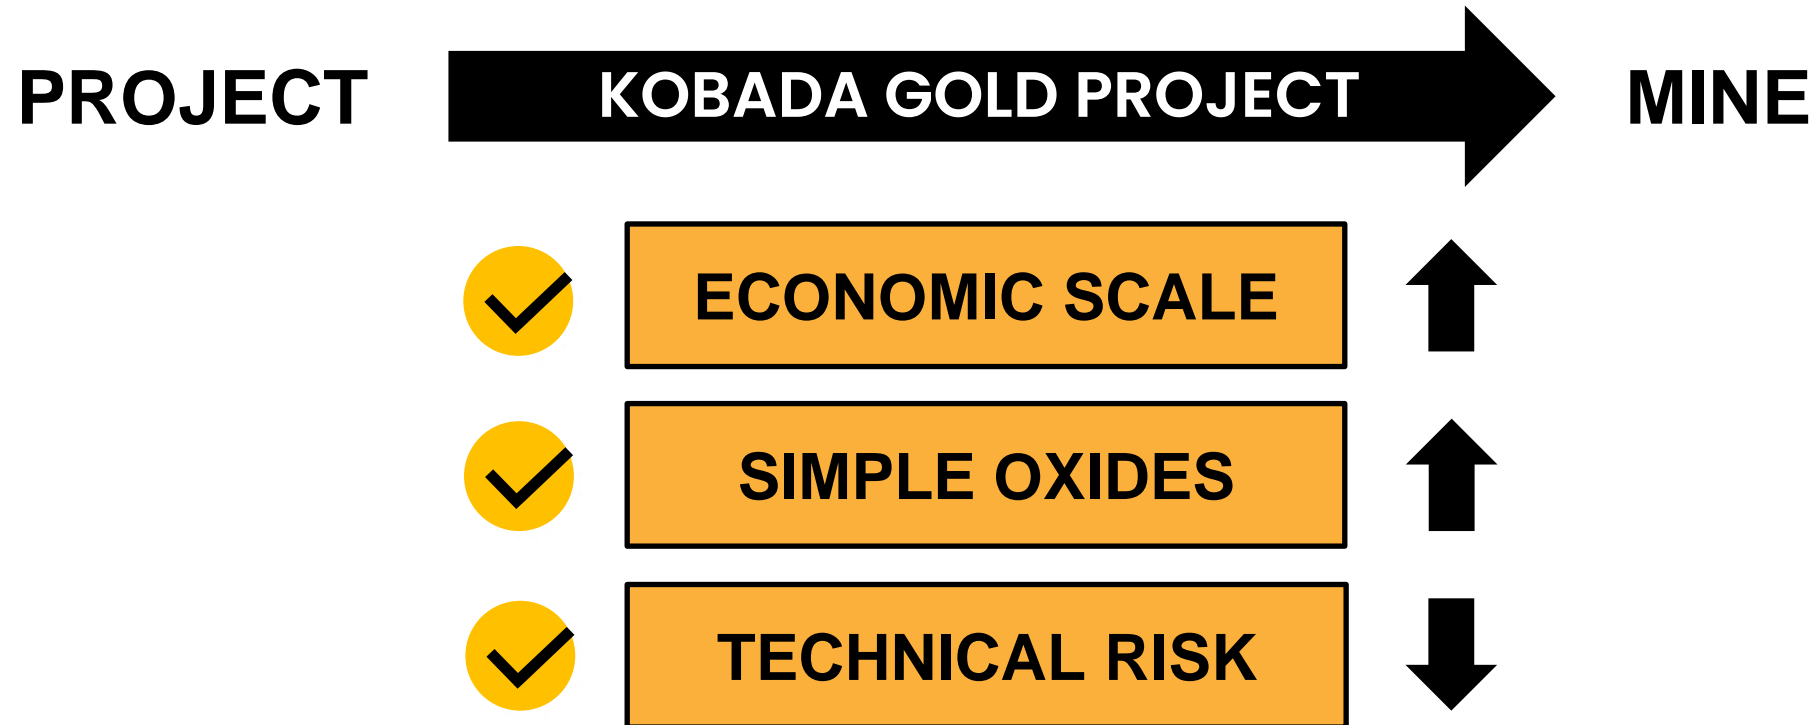 PROJECT
KOBADA GOLD PROJECT
MINE
ECONOMIC SCALE
SIMPLE OXIDES
TECHNICAL RISK